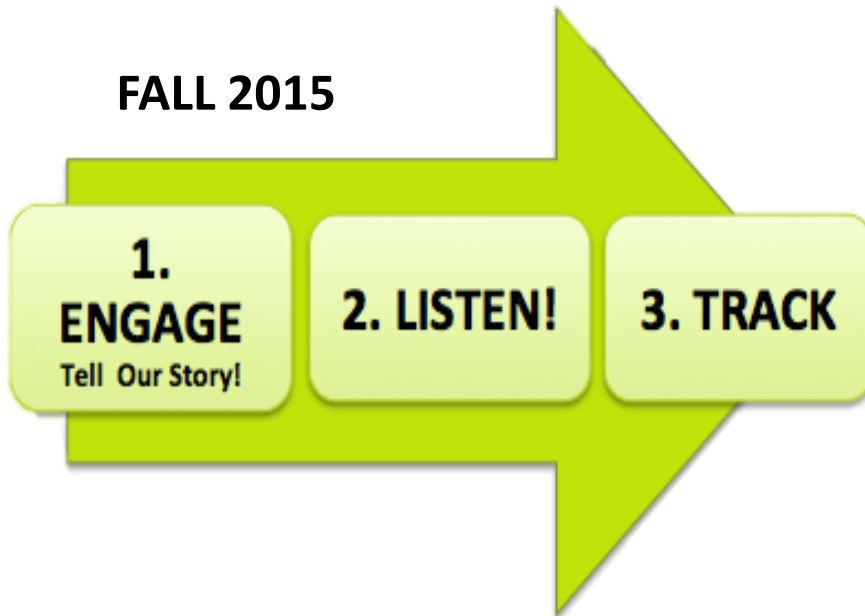 FALL 2015
1.
ENGAGE
Tell Our Story!
2. LISTEN!
3. TRACK